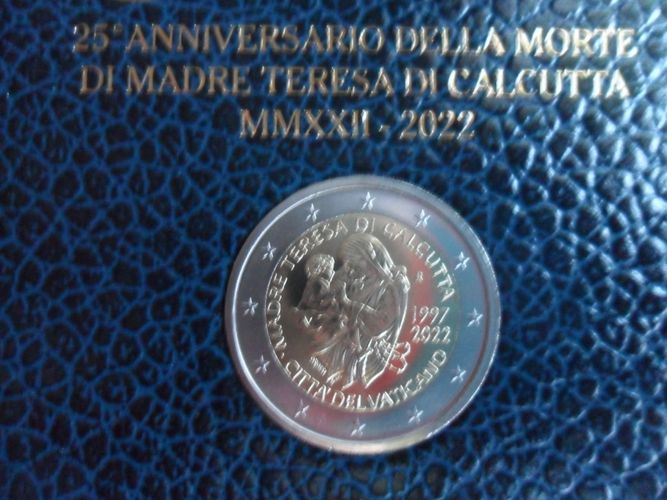 25° ANNIVERSARIO DELLA MORTE
DI MADRE TERESA DI CALCUTTA
MMXXII - 2022
MADRE TERESA DI CALCUTTA
R
1997
2022
CITTÀ DEL VATICANO